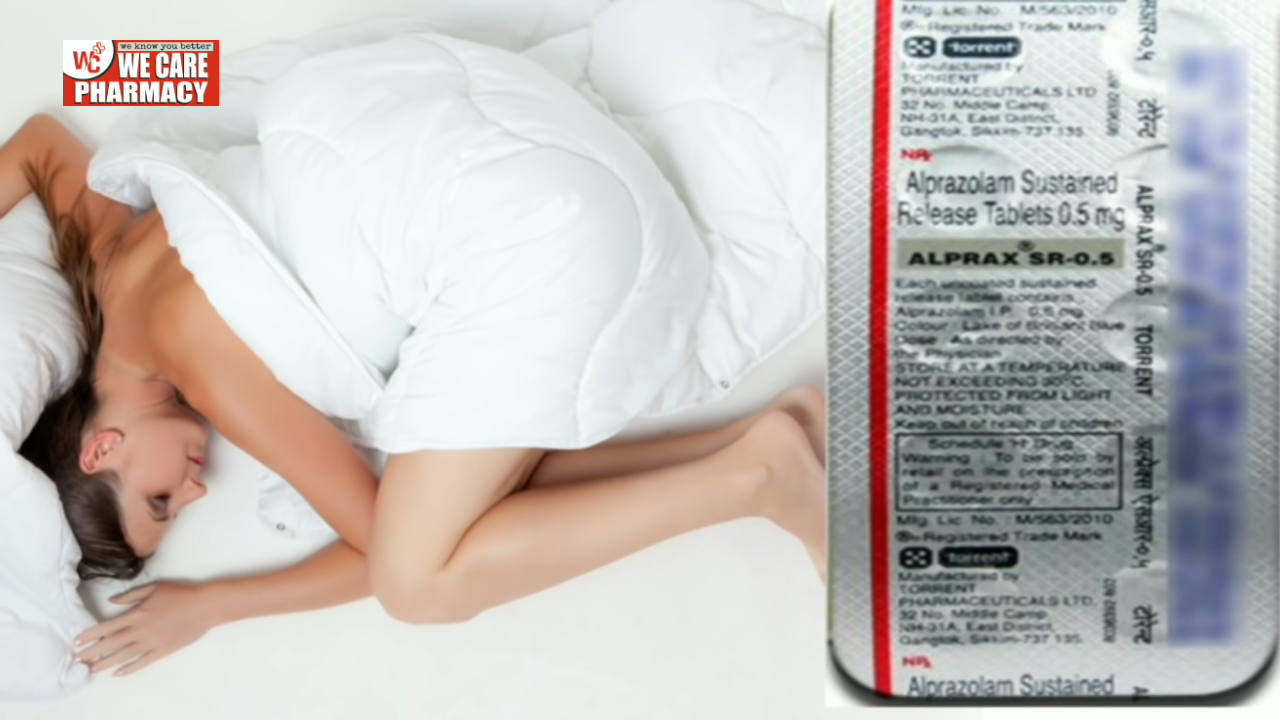 we know you better
WC
WE CARE
PHARMACY
Mfg. Lic. No. : M/563/2010
®-Registered Trade Mark
torrent
Manufactured by
TORRENT
PHARMACEUTICALS LTD
32 No. Middle Camp,
NH-31A, East District,
Gangtok, Sikkim-737 135.
NRx
Alprazolam Sustained
Release Tablets 0.5 mg
ALPRAX® SR-0.5
Each uncoated sustained
release tablet contains
Alprazolam I.P. 0.5 mg
Colour : Lake of Brilliant Blue
Dose : As directed by
the Physician
STORE AT A TEMPERATURE
NOT EXCEEDING 30°C,
PROTECTED FROM LIGHT
AND MOISTURE
Keep out of reach of children
Schedule 'H' Drug
Warning : To be sold by
retail on the prescription
of a Registered Medical
Practitioner only
Mfg. Lic. No. : M/563/2010
®-Registered Trade Mark
torrent
Manufactured by
TORRENT
PHARMACEUTICALS LTD.
32 No. Middle Camp,
NH-31A, East District,
Gangtok, Sikkim-737 135.
NRx
Alprazolam Sustained
ALPRAX® SR-0.5
TORRENT